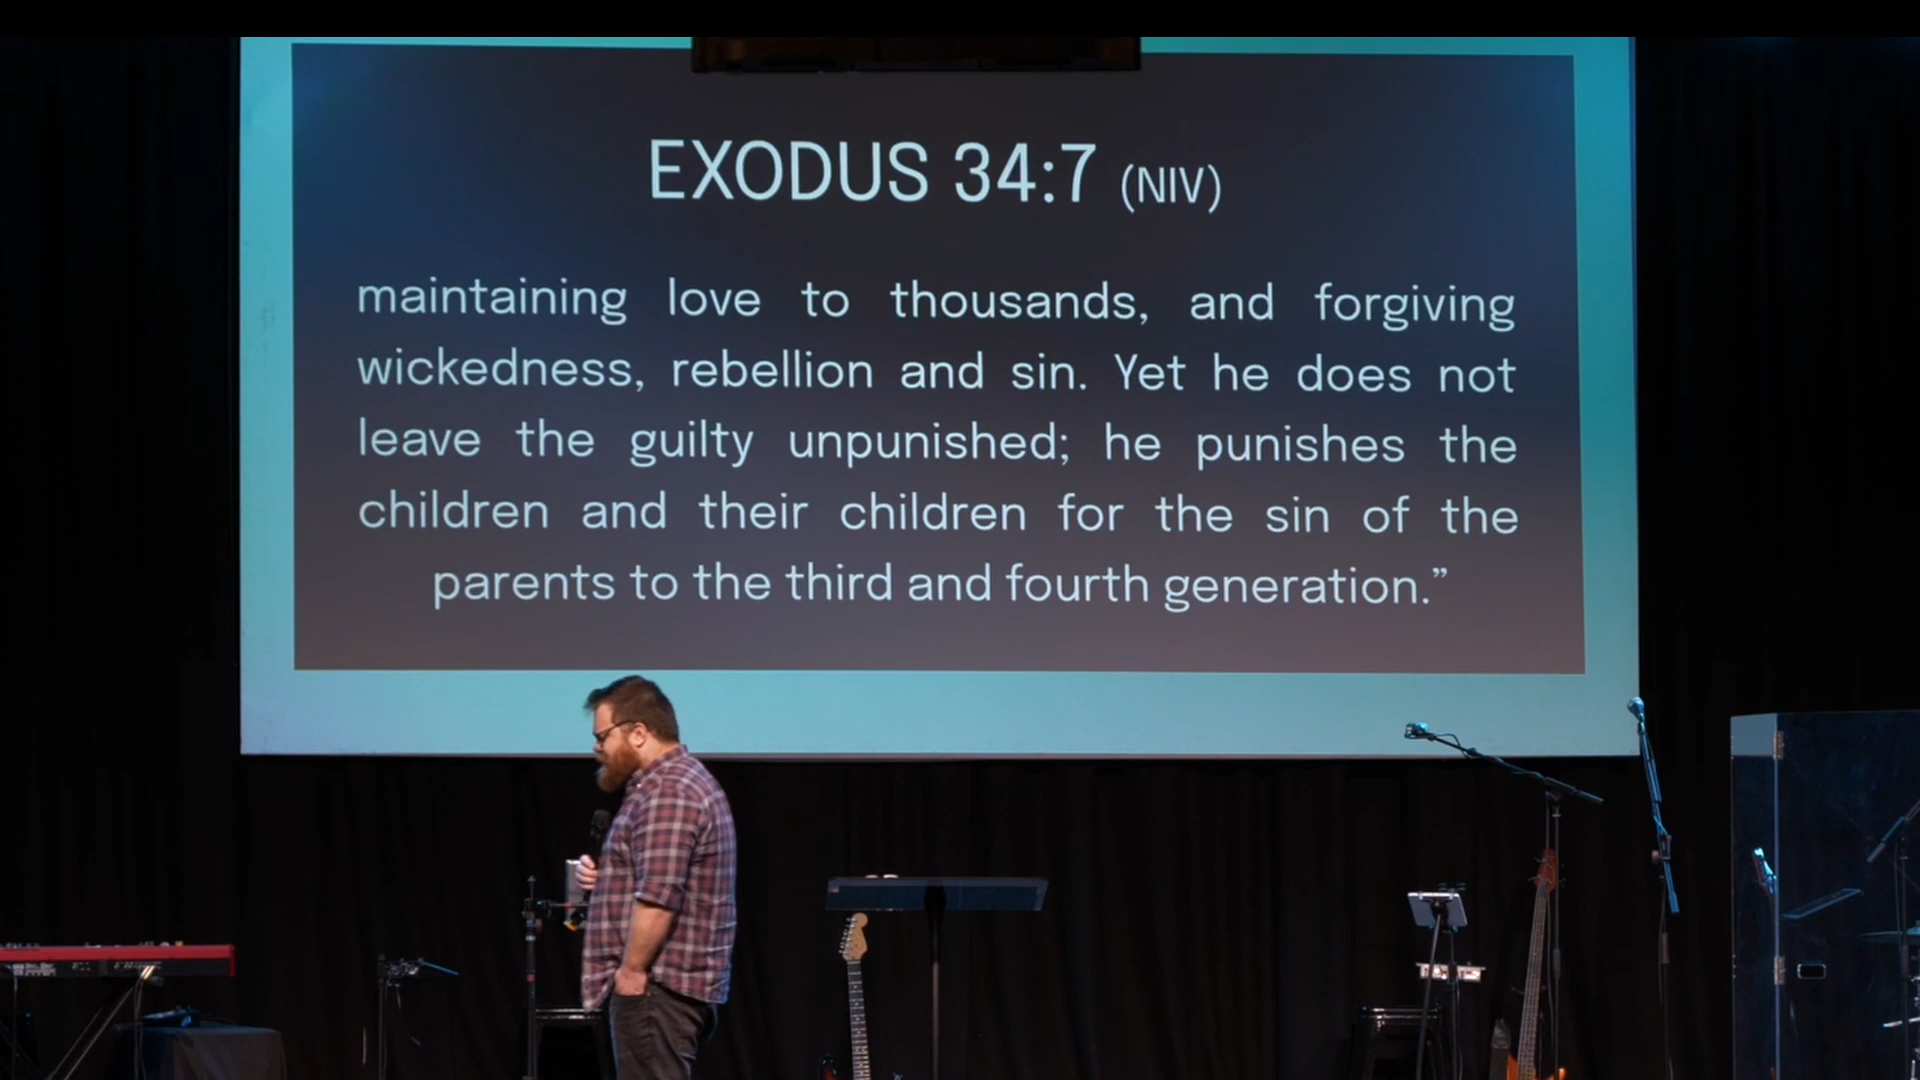 EXODUS 34:7 (NIV)
maintaining love to thousands, and forgiving
wickedness, rebellion and sin. Yet he does not
leave the guilty unpunished; he punishes the
children and their children for the sin of the
parents to the third and fourth generation.”